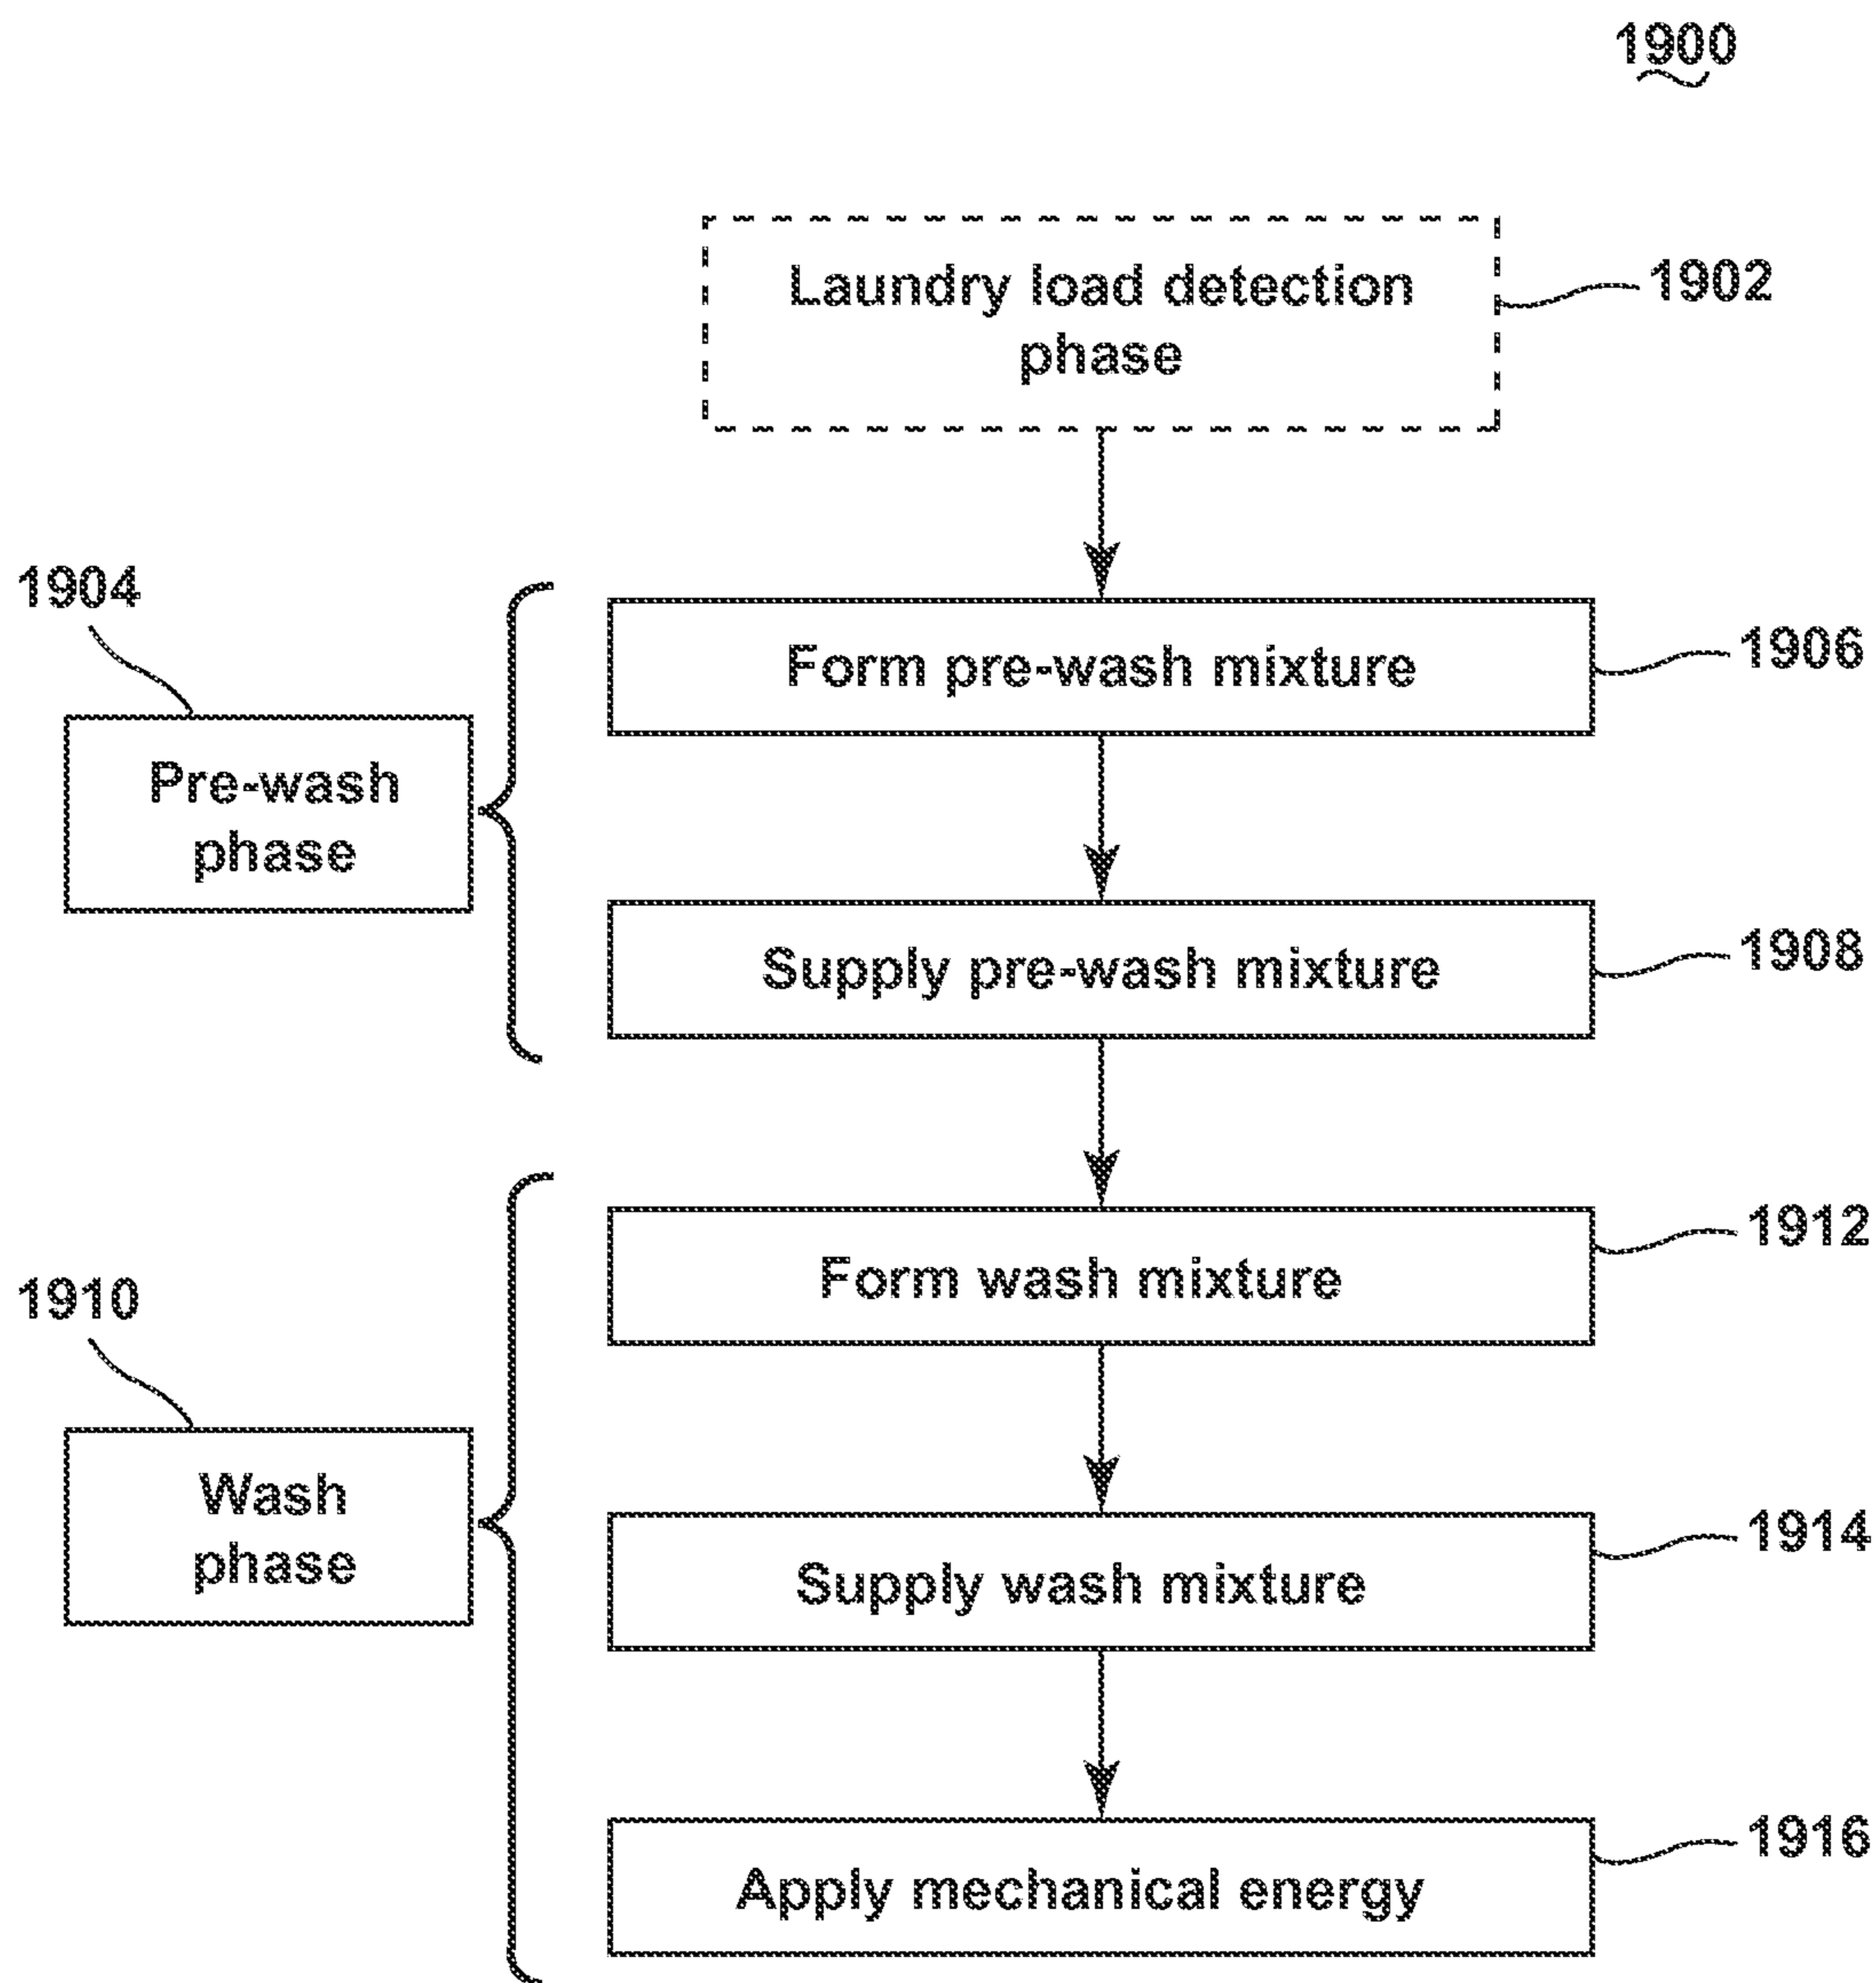 1900
Laundry load detection
phase
1902
1904
Form pre-wash mixture
1906
Pre-wash
phase
Supply pre-wash mixture
1908
1910
Form wash mixture
1912
Wash
phase
Supply wash mixture
1914
Apply mechanical energy
1916